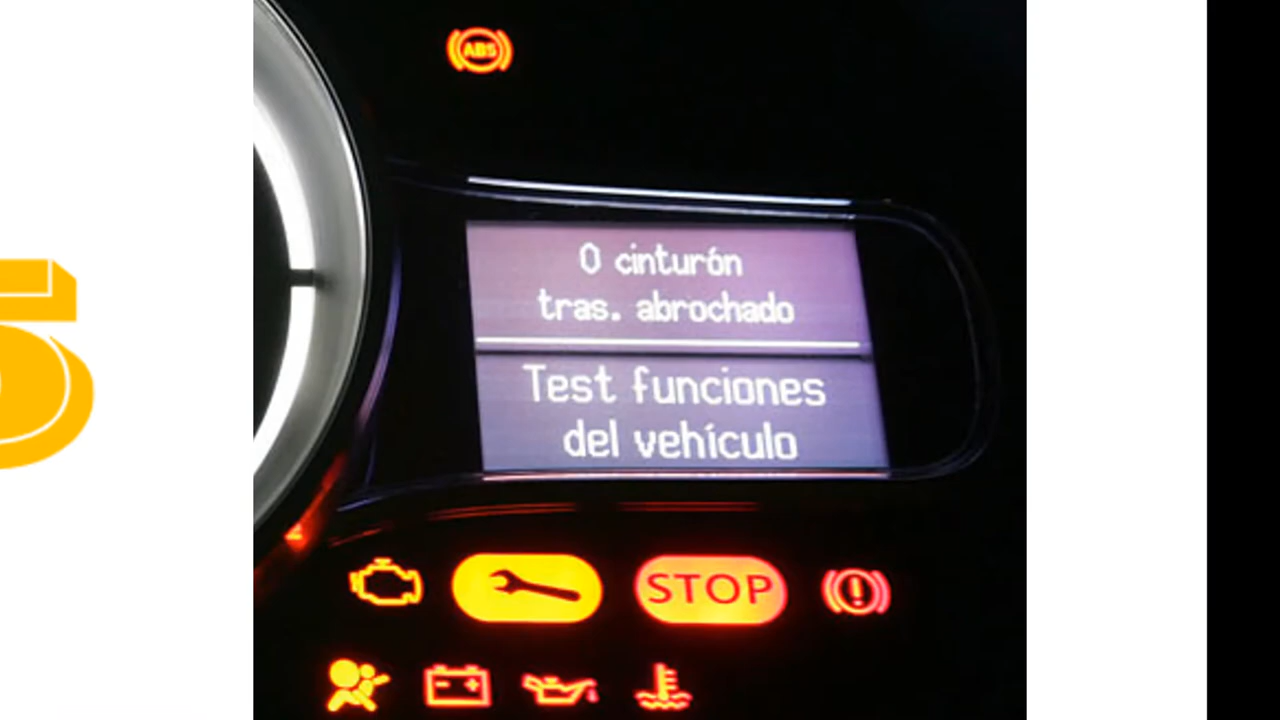 ABS
0 cinturón
tras. abrochado
Test funciones
del vehículo
STOP